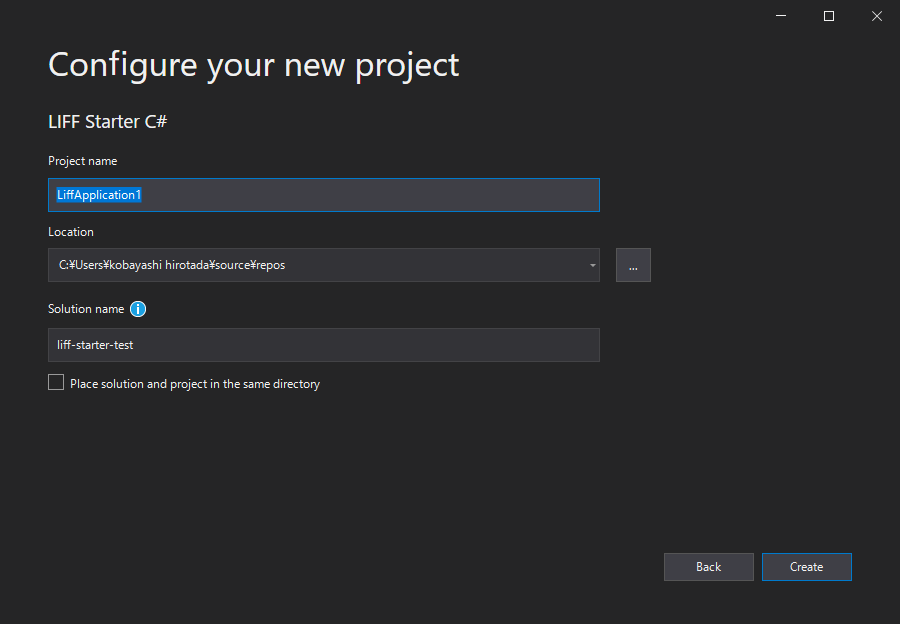 Configure your new project
LIFF Starter C#
Project name
LiffApplication1
Location
C:¥Users¥kobayashi hirotada¥source¥repos
...
Solution name
liff-starter-test
Place solution and project in the same directory
Back
Create